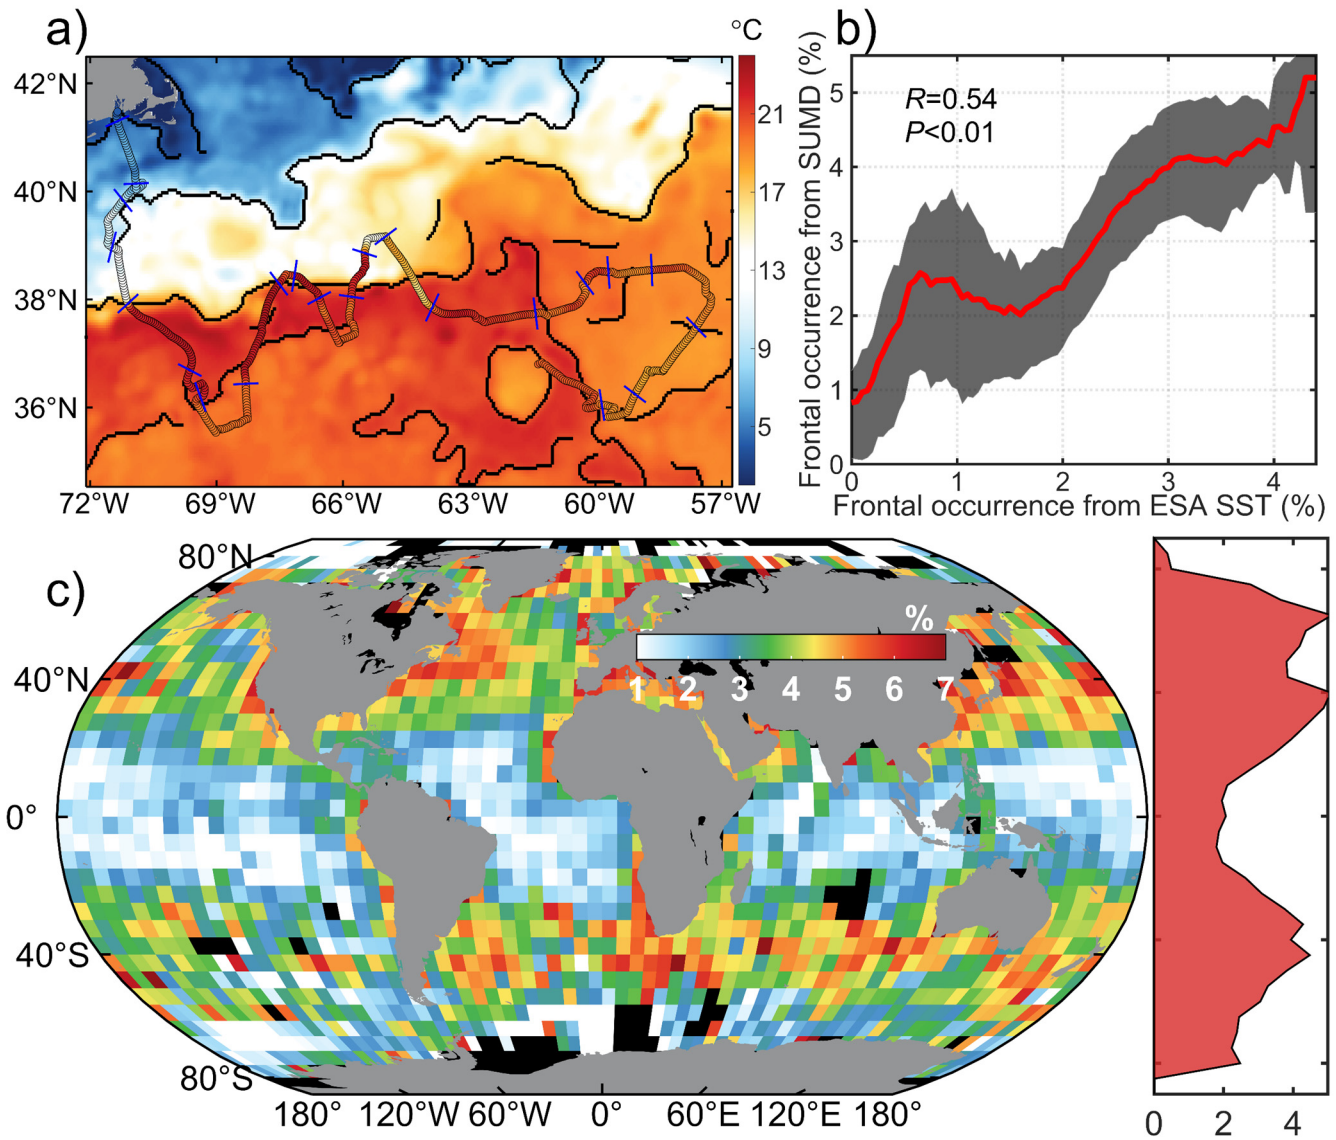 a)
°C
42°N
40°N
38°N
36°N
72°W
69°W
66°W
63°W
60°W
57°W
21
17
13
9
5
b)
Frontal occurrence from SUMD (%)
R=0.54
P<0.01
5
4
3
2
1
0
0
1
2
3
4
Frontal occurrence from ESA SST (%)
c)
80°N
40°N
0°
40°S
80°S
180°
120°W
60°W
0°
60°E
120°E
180°
%
1
2
3
4
5
6
7
0
2
4
0
2
4